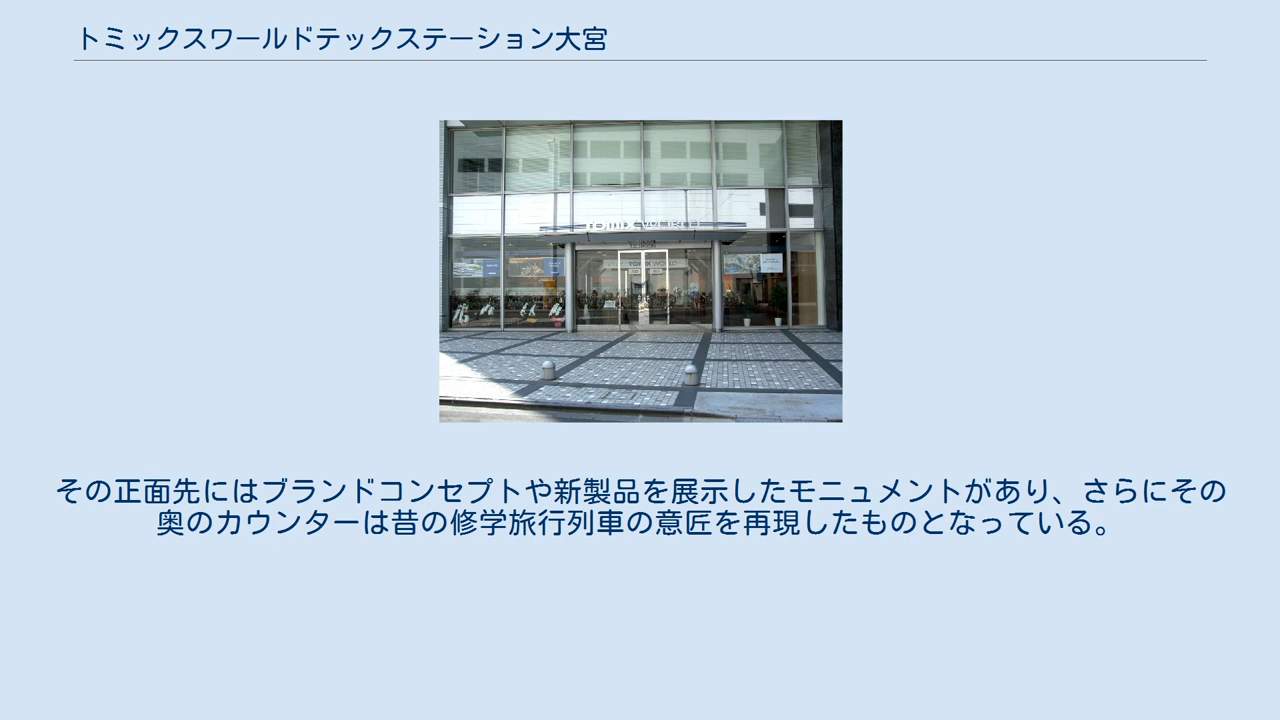 トミックスワールドテックステーション大宮
TOMIX WORLD
TOMIX WORLD
その正面先にはブランドコンセプトや新製品を展示したモニュメントがあり、さらにその
奥のカウンターは昔の修学旅行列車の意匠を再現したものとなっている。